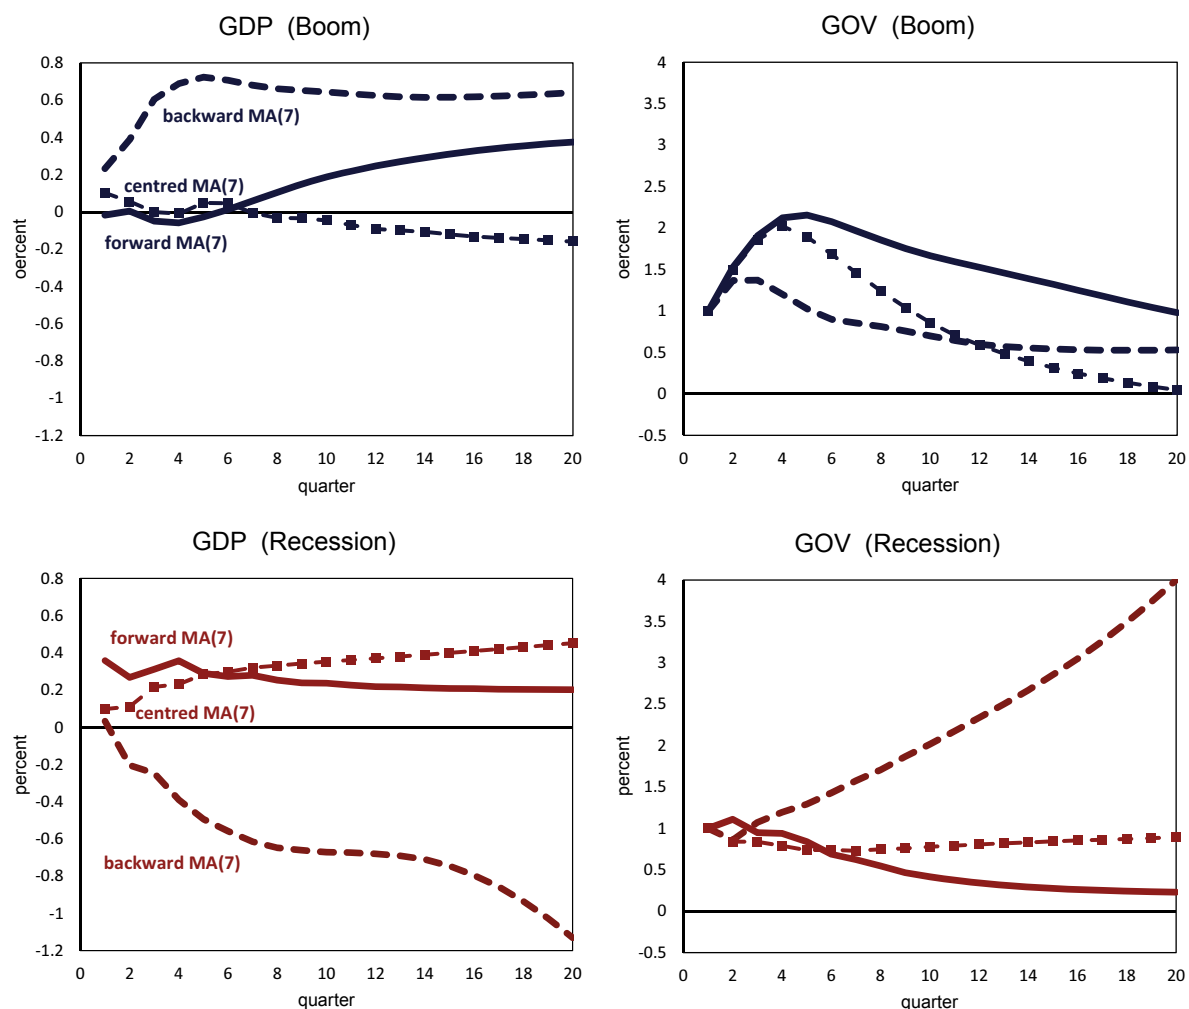 GDP (Boom)
0.8
0.6
0.4
0.2
0
-0.2
-0.4
-0.6
-0.8
-1
-1.2
oercent
backward MA(7)
centred MA(7)
forward MA(7)
0 2 4 6 8 10 12 14 16 18 20
quarter
GOV (Boom)
4
3.5
3
2.5
2
1.5
1
0.5
0
-0.5
oercent
0 2 4 6 8 10 12 14 16 18 20
quarter
GDP (Recession)
0.8
0.6
0.4
0.2
0
-0.2
-0.4
-0.6
-0.8
-1
-1.2
percent
forward MA(7)
centred MA(7)
backward MA(7)
0 2 4 6 8 10 12 14 16 18 20
quarter
GOV (Recession)
4
3.5
3
2.5
2
1.5
1
0.5
0
-0.5
percent
0 2 4 6 8 10 12 14 16 18 20
quarter